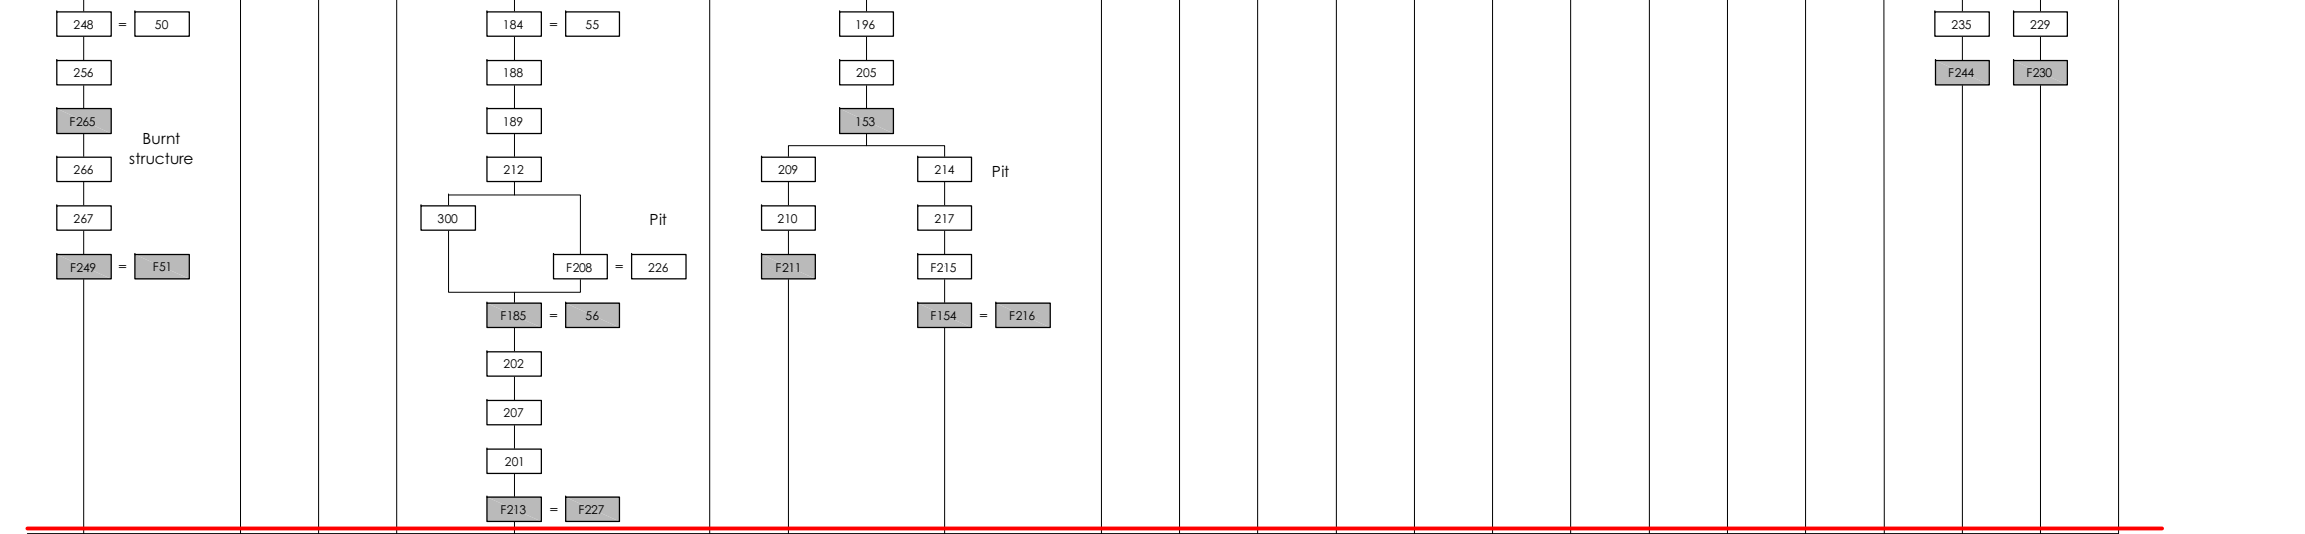 248 = 50
184 = 55
196
235
229
256
188
205
F244
F230
F265
189
153
Burnt
structure
266
212
209
214
Pit
267
300
Pit
210
217
F249 = F51
F208 = 226
F211
F215
F185 = 56
F154 = F216
202
207
201
F213 = F227